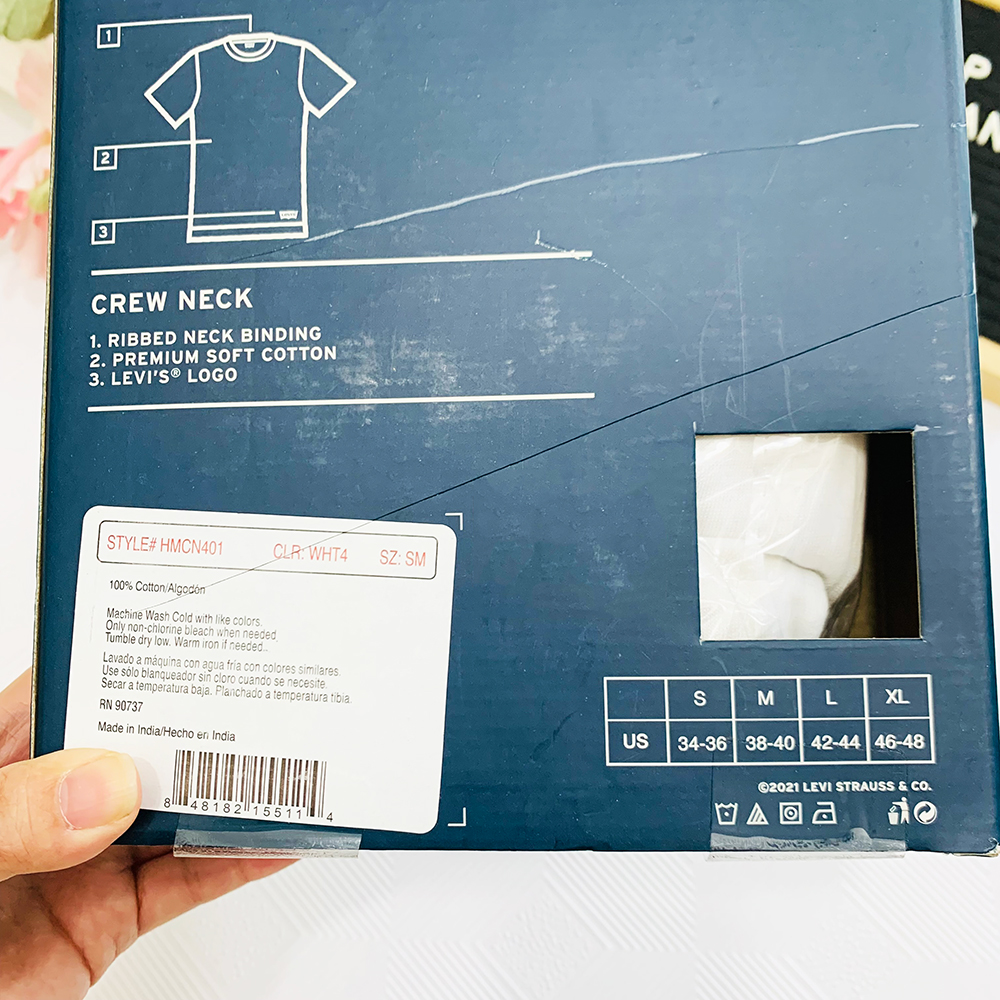 1
2
3
CREW NECK
1. RIBBED NECK BINDING
2. PREMIUM SOFT COTTON
3. LEVI'S® LOGO
STYLE# HMCN401 CLR: WHT4 SZ: SM
100% Cotton/Algodón
Machine Wash Cold with like colors.
Only non-chlorine bleach when needed
Tumble dry low. Warm iron if needed..
Lavado a máquina con agua fria con colores similares.
Use sólo blanqueador sin cloro cuando se necesite.
Secar a temperatura baja. Planchado a temperatura tibia.
RN 90737
Made in India/Hecho en India
8 48182 15511 4
S M L XL
US 34-36 38-40 42-44 46-48
©2021 LEVI STRAUSS & CO.
P